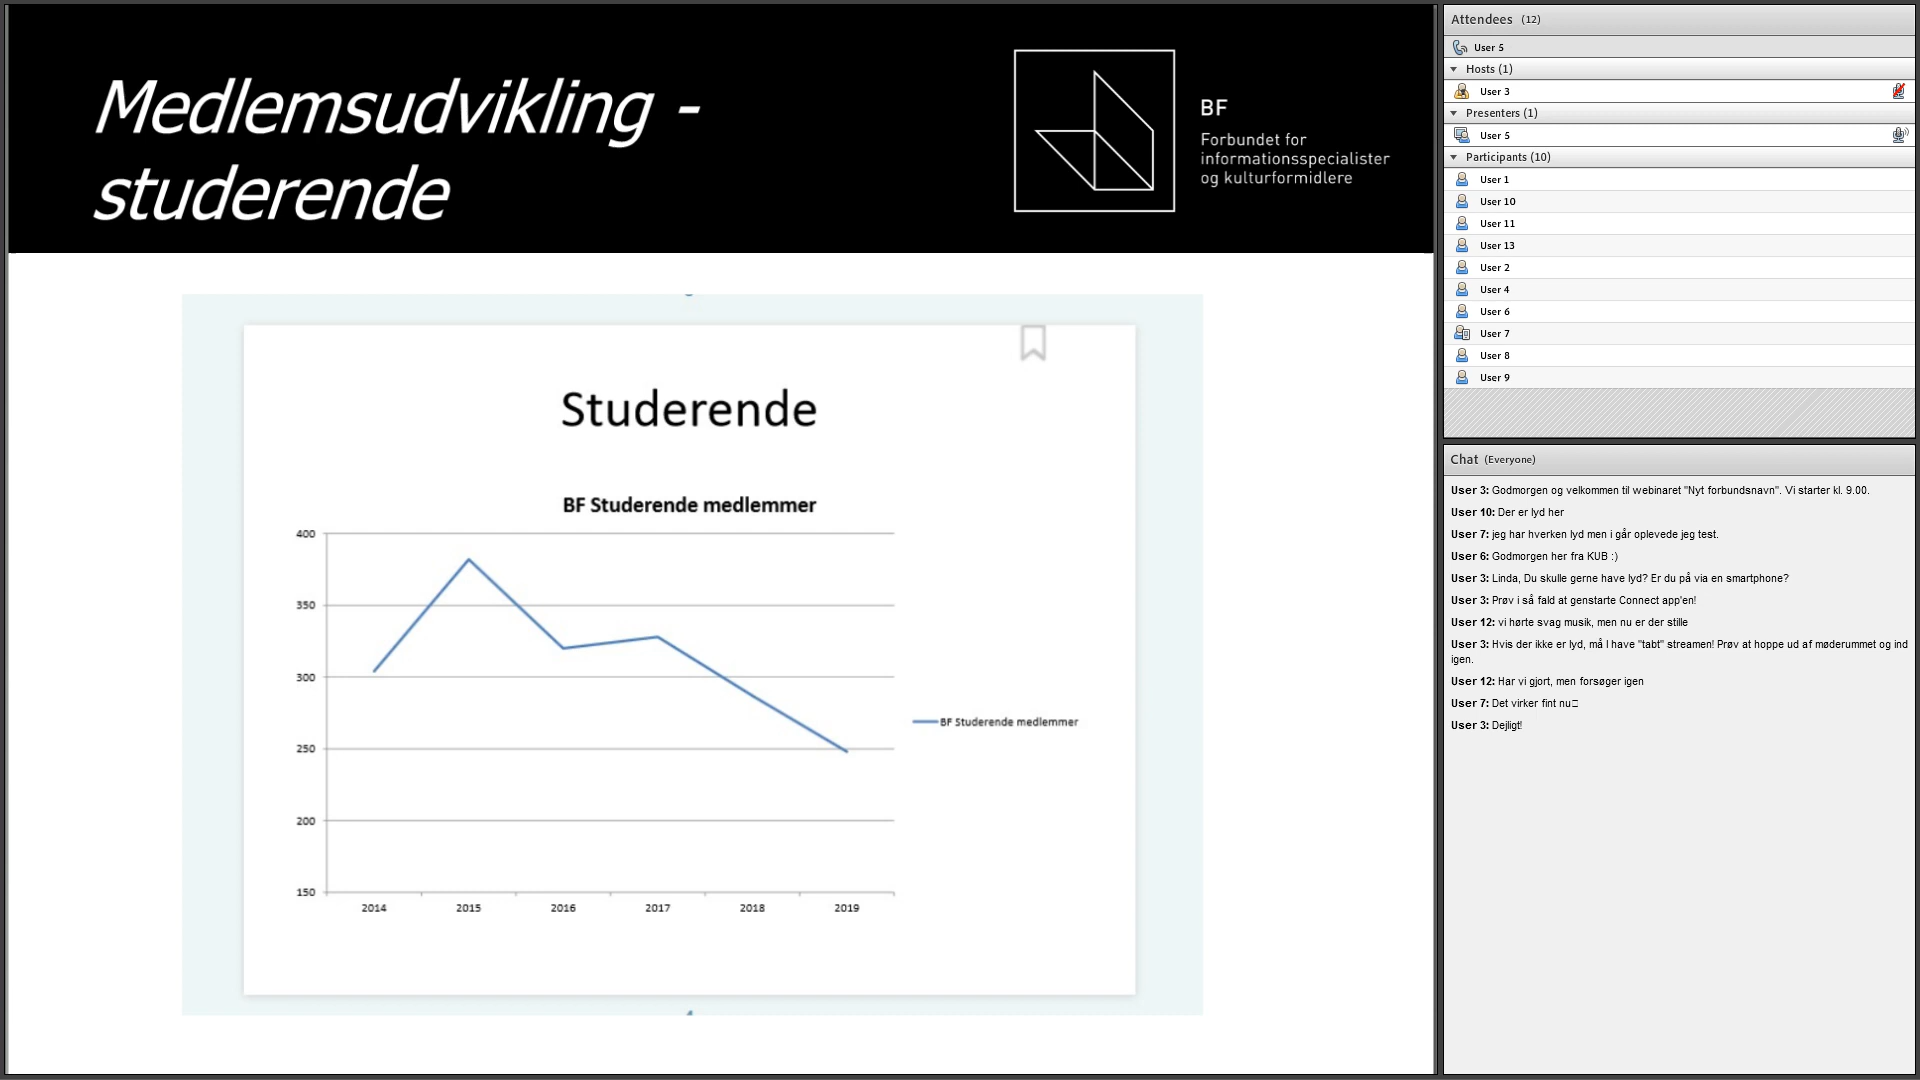 Medlemsudvikling -
studerende
BF
Forbundet for
informationsspecialister
og kulturformidlere
Studerende
BF Studerende medlemmer
400
350
300
250
200
150
2014 2015 2016 2017 2018 2019
BF Studerende medlemmer
Attendees (12)
User 5
Hosts (1)
User 3
Presenters (1)
User 5
Participants (10)
User 1
User 10
User 11
User 13
User 2
User 4
User 6
User 7
User 8
User 9
Chat (Everyone)
User 3: Godmorgen og velkommen til webinaret "Nyt forbundsnavn". Vi starter kl. 9.00.
User 10: Der er lyd her
User 7: jeg har hverken lyd men i går oplevede jeg test.
User 6: Godmorgen her fra KUB :)
User 3: Linda, Du skulle gerne have lyd? Er du på via en smartphone?
User 3: Prøv i så fald at genstarte Connect app'en!
User 12: vi hørte svag musik, men nu er der stille
User 3: Hvis der ikke er lyd, må I have "tabt" streamen! Prøv at hoppe ud af møderummet og ind
igen.
User 12: Har vi gjort, men forsøger igen
User 7: Det virker fint nu
User 3: Dejligt!